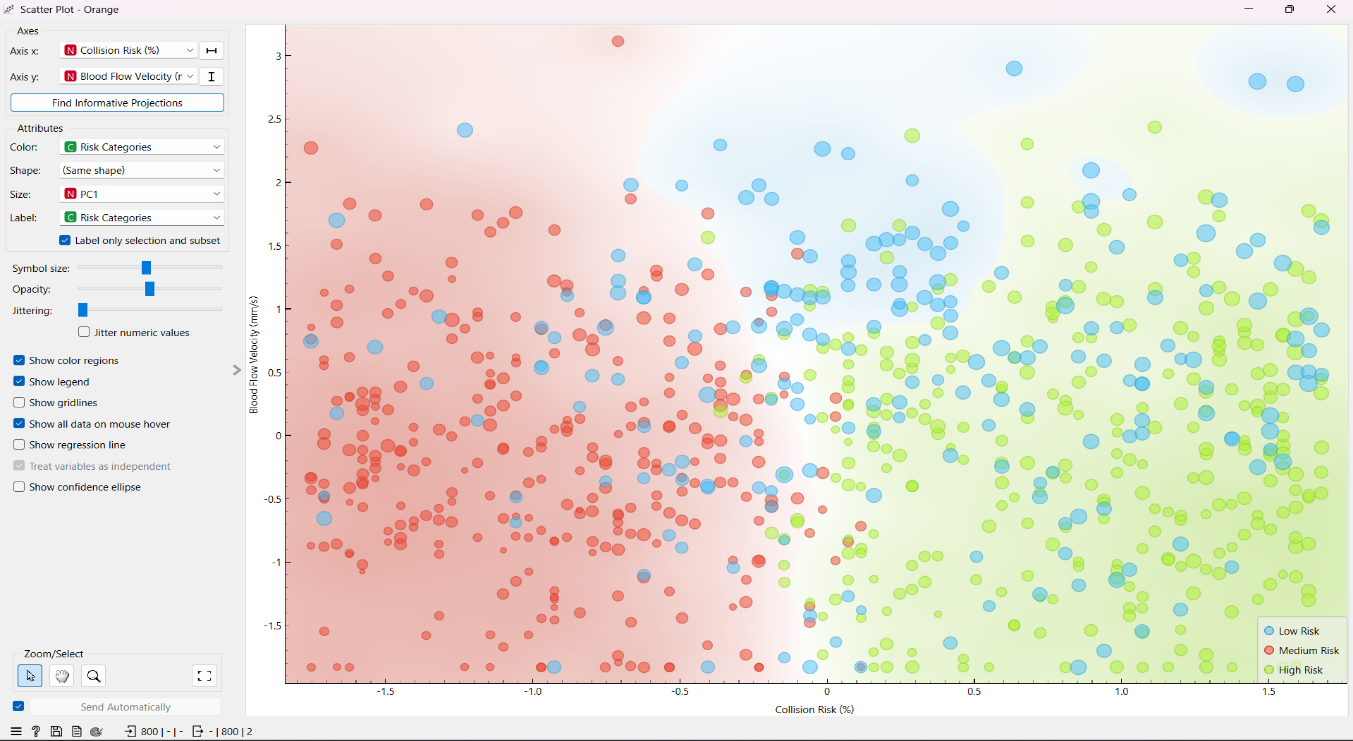 Scatter Plot - Orange
Axes
Axis x: N Collision Risk (%)
Axis y: N Blood Flow Velocity (r
Find Informative Projections
Attributes
Color: C Risk Categories
Shape: (Same shape)
Size: N PC1
Label: C Risk Categories
Label only selection and subset
Symbol size:
Opacity:
Jittering:
Jitter numeric values
Show color regions
Show legend
Show gridlines
Show all data on mouse hover
Show regression line
Treat variables as independent
Show confidence ellipse
Zoom/Select
Send Automatically
800 | - | - - | 800 | 2
Blood Flow Velocity (mm/s)
3
2.5
2
1.5
1
0.5
0
-0.5
-1
-1.5
-1.5 -1.0 -0.5 0 0.5 1.0 1.5
Collision Risk (%)
Low Risk
Medium Risk
High Risk